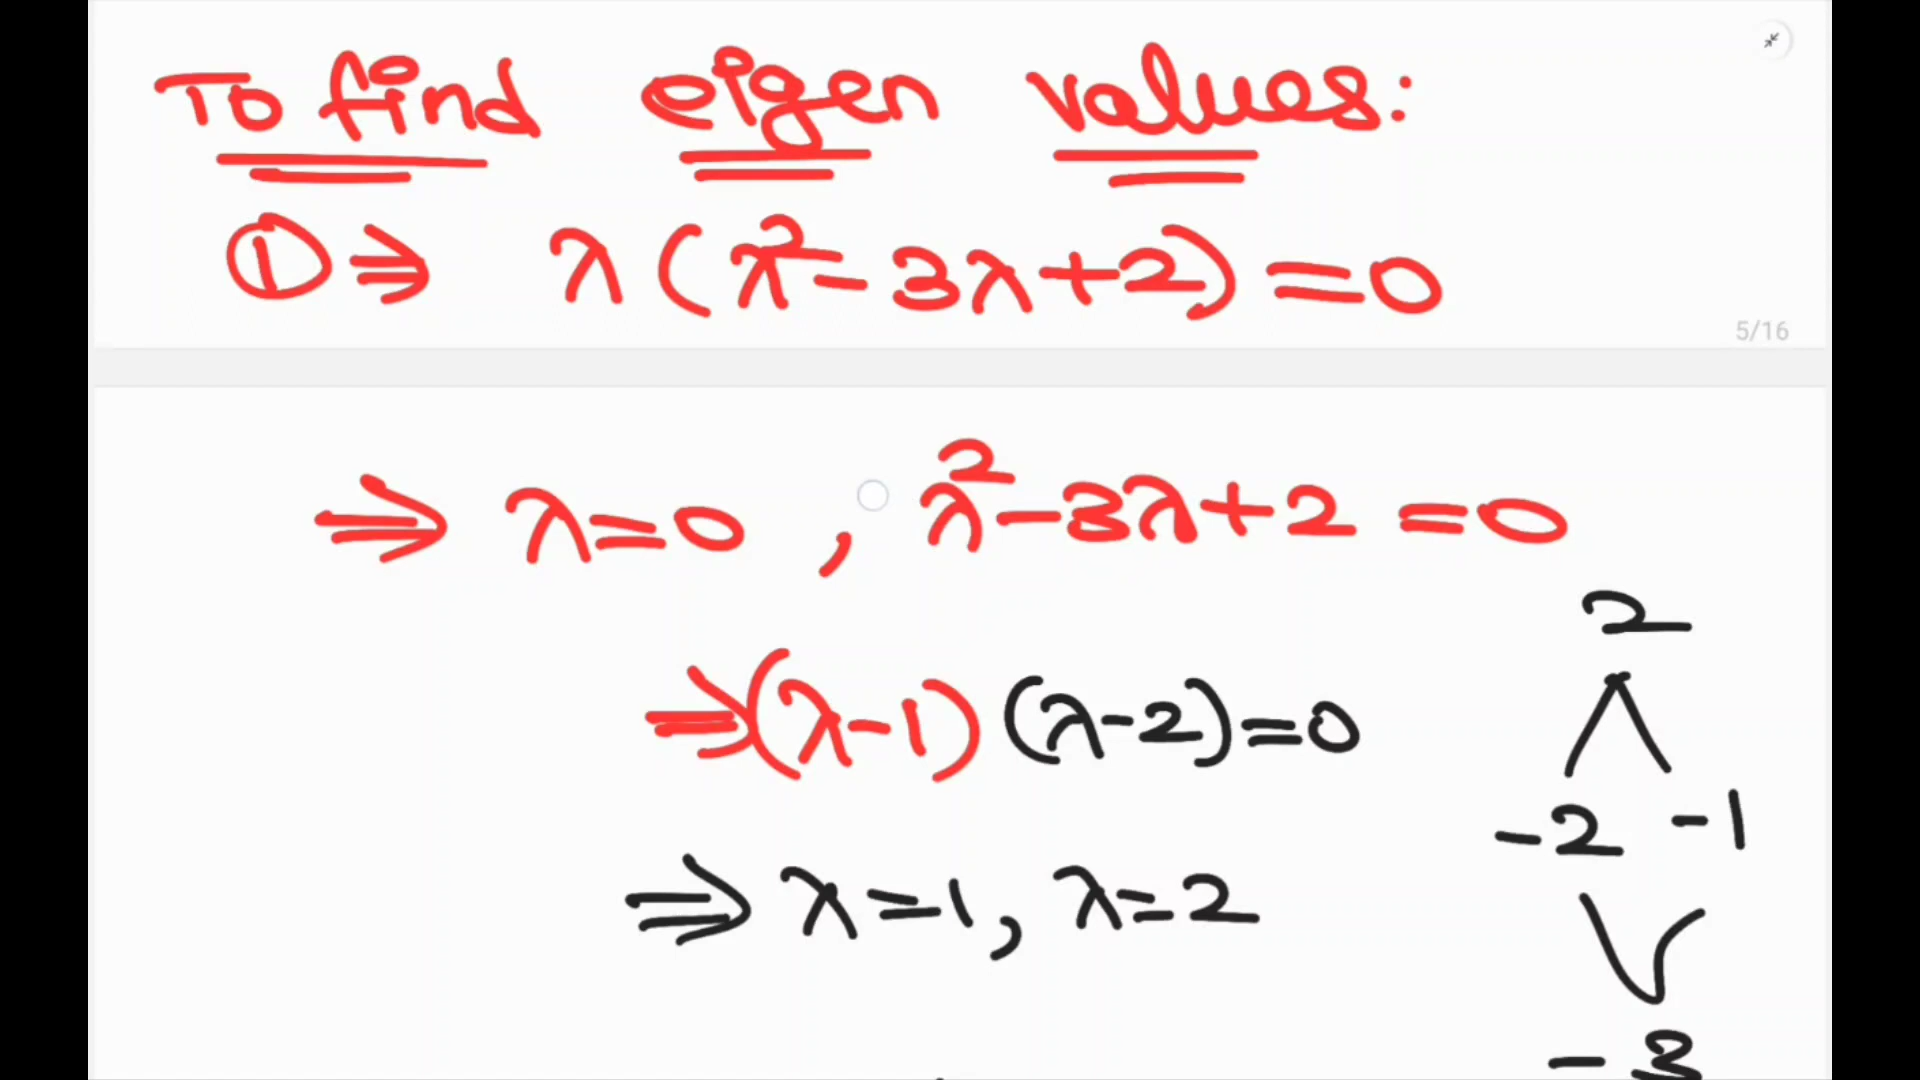 To find eigen values:
① ⇒ λ(λ²-3λ+2)=0
5/16
⇒ λ=0 , λ²-3λ+2=0
⇒(λ-1)(λ-2)=0
⇒ λ=1, λ=2
2
-2 -1
-3